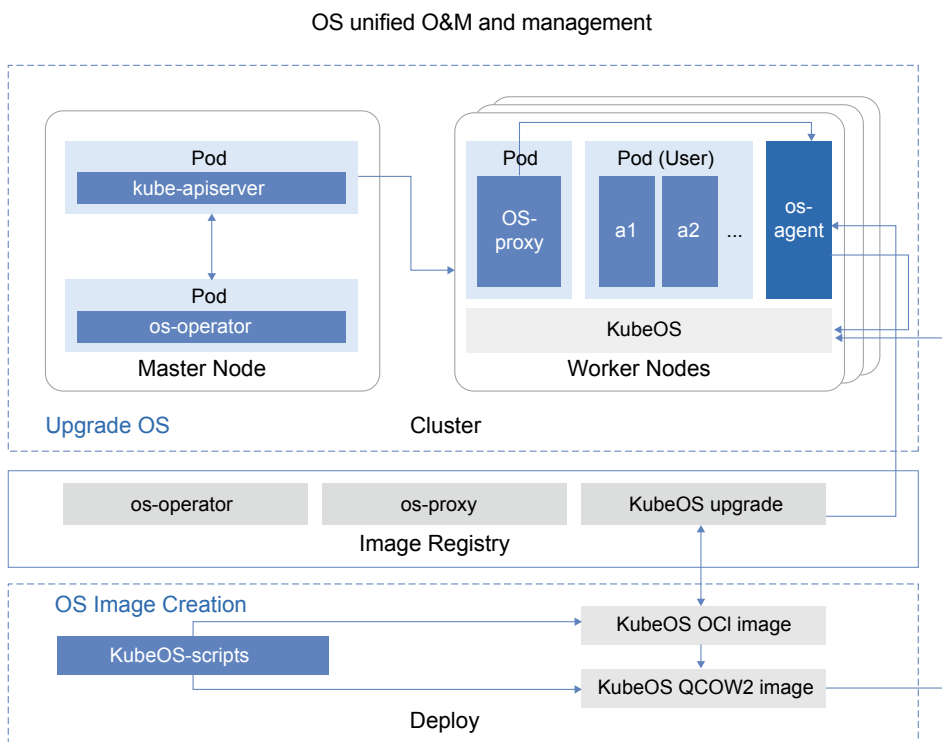 OS unified O&M and management
Pod
kube-apiserver
Pod
os-operator
Master Node
Pod
OS-
proxy
Pod (User)
a1
a2
...
os-
agent
KubeOS
Worker Nodes
Upgrade OS
Cluster
os-operator
os-proxy
KubeOS upgrade
Image Registry
OS Image Creation
KubeOS-scripts
KubeOS OCI image
KubeOS QCOW2 image
Deploy